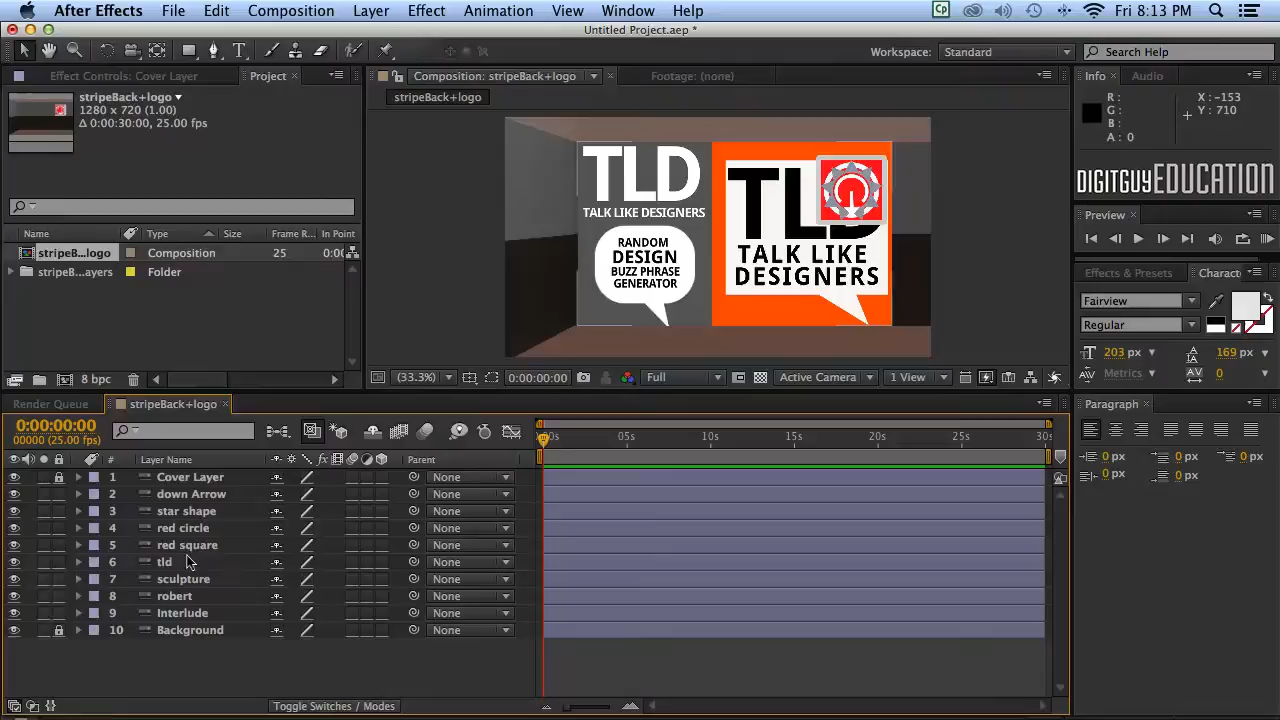 After Effects File Edit Composition Layer Effect Animation View Window Help Cp Fri 8:13 PM
Untitled Project.aep *
Workspace: Standard Search Help
Effect Controls: Cover Layer Project Composition: stripeBack+logo Footage: (none) Info Audio
stripeBack+logo
stripeBack+logo
1280 x 720 (1.00)
Δ 0:00:30:00, 25.00 fps
R :
G :
B :
A : 0
X : -153
Y : 710
TLD
TALK LIKE DESIGNERS
RANDOM
DESIGN
BUZZ PHRASE
GENERATOR
TLD
TALK LIKE
DESIGNERS
DIGITGUYEDUCATION
Preview
Name Type Size Frame R... In Point
stripeB...logo Composition 25 0:00
stripeB...ayers Folder
Effects & Presets Charact
Fairview
Regular
203 px 169 px
Metrics 0
8 bpc
(33.3%) 0:00:00:00 Full Active Camera 1 View
Render Queue stripeBack+logo
Paragraph
0:00:00:00
00000 (25.00 fps)
00s 05s 10s 15s 20s 25s 30s
# Layer Name Parent
1 Cover Layer None
2 down Arrow None
3 star shape None
4 red circle None
5 red square None
6 tld None
7 sculpture None
8 robert None
9 Interlude None
10 Background None
0 px 0 px 0 px
0 px 0 px
Toggle Switches / Modes